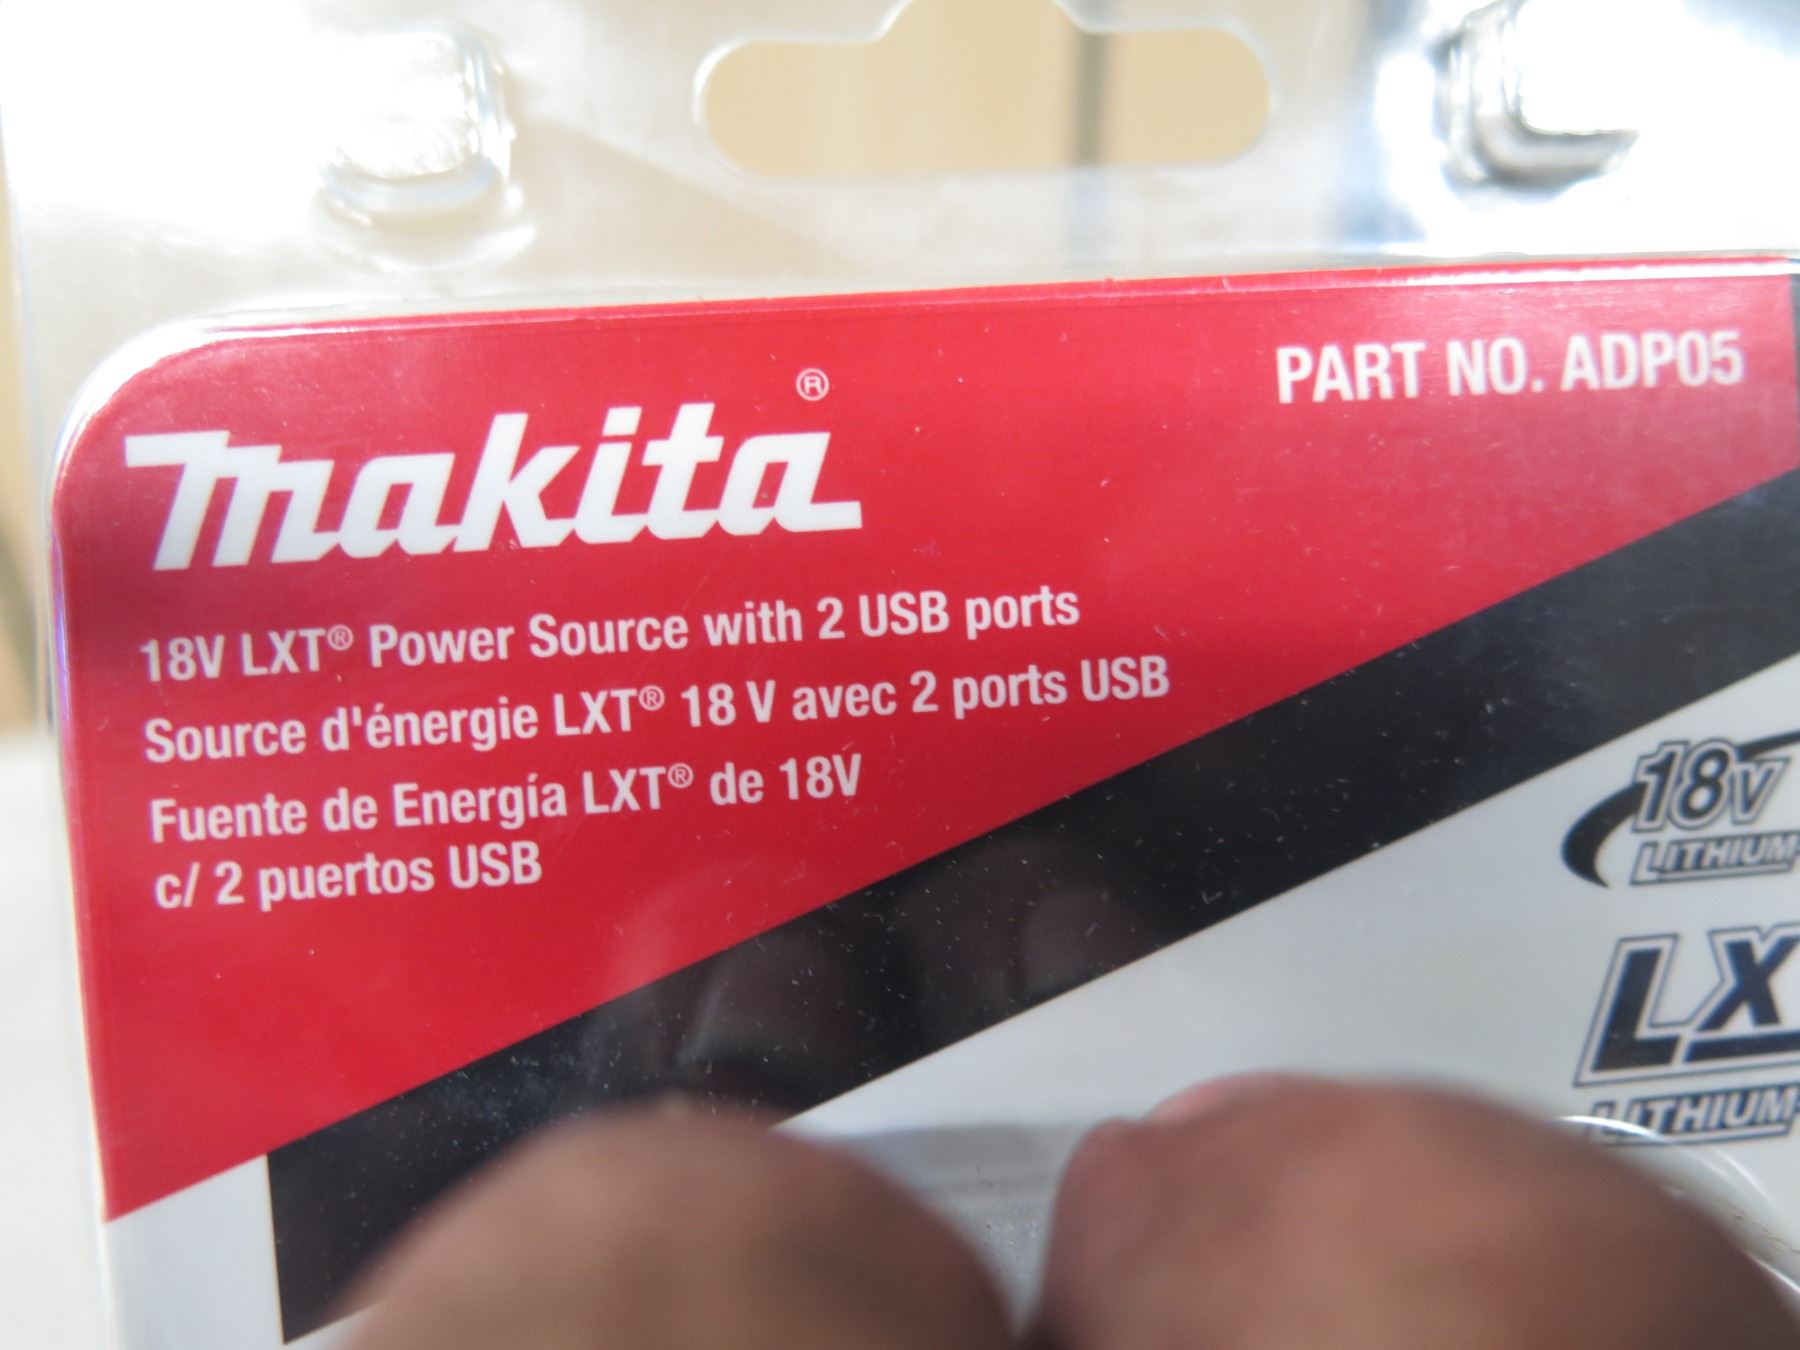 makita®
PART NO. ADP05
18V LXT® Power Source with 2 USB ports
Source d'énergie LXT® 18 V avec 2 ports USB
Fuente de Energía LXT® de 18V
c/ 2 puertos USB
18V
LITHIUM-
LX
LITHIUM-